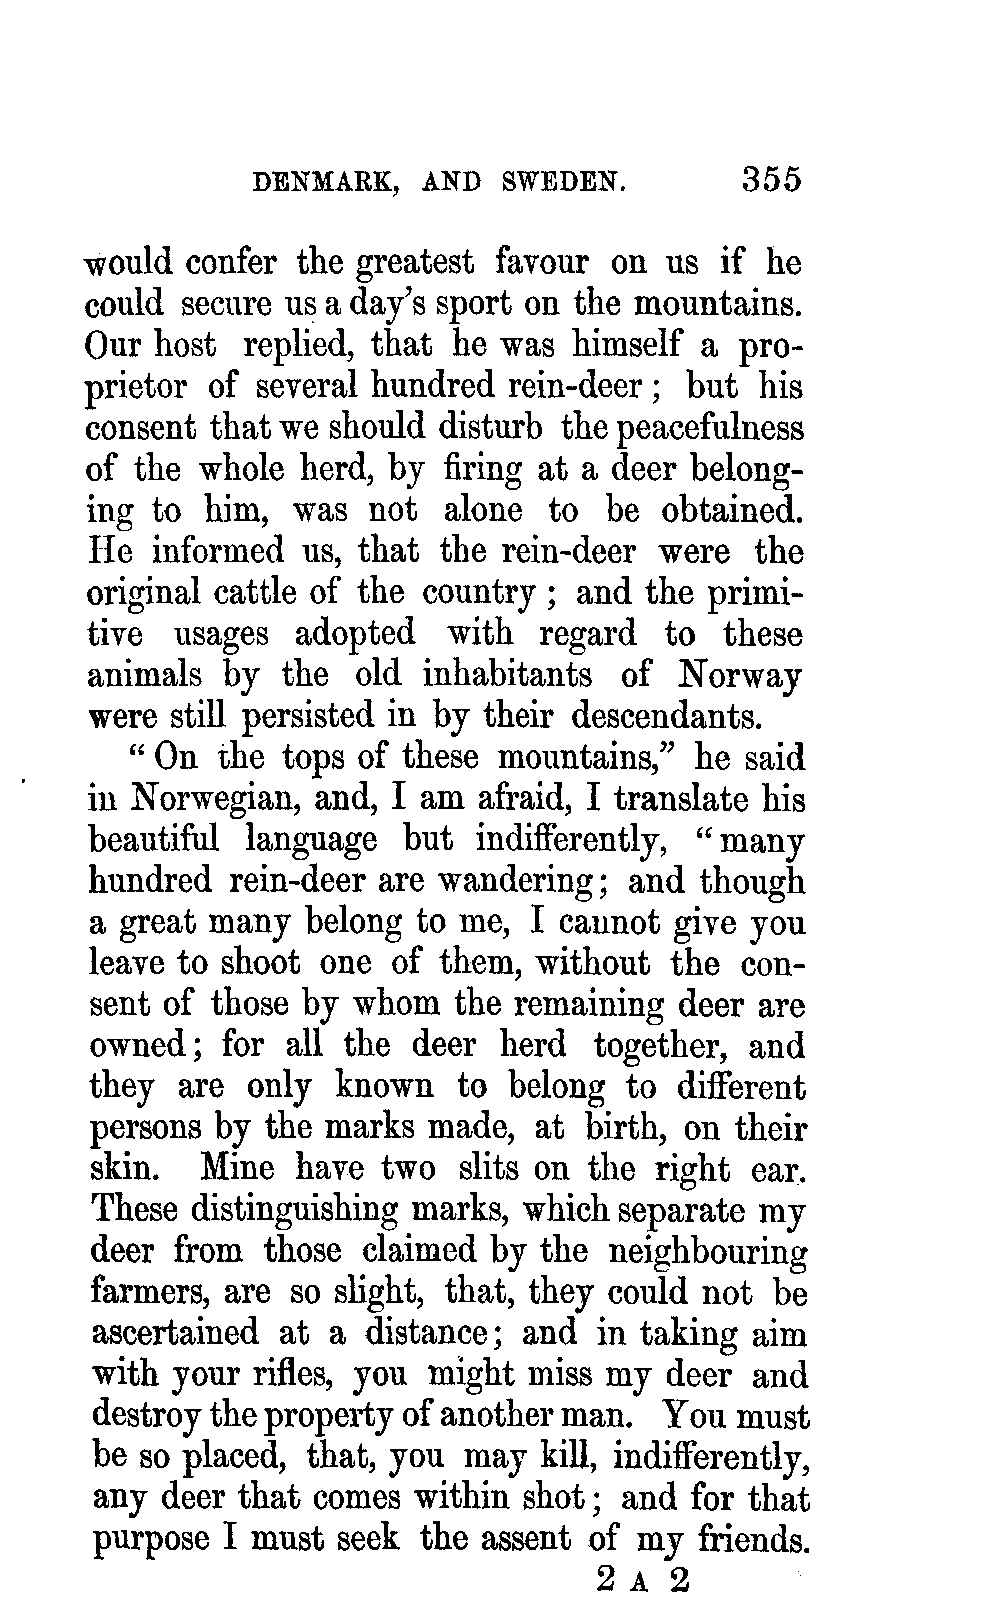 DENMARK, AND SWEDEN. 355
would confer the greatest favour on us if he
could secure us a day's sport on the mountains.
Our host replied, that he was himself a pro-
prietor of several hundred rein-deer; but his
consent that we should disturb the peacefulness
of the whole herd, by firing at a deer belong-
ing to him, was not alone to be obtained.
He informed us, that the rein-deer were the
original cattle of the country; and the primi-
tive usages adopted with regard to these
animals by the old inhabitants of Norway
were still persisted in by their descendants.
"On the tops of these mountains," he said
in Norwegian, and, I am afraid, I translate his
beautiful language but indifferently, "many
hundred rein-deer are wandering; and though
a great many belong to me, I cannot give you
leave to shoot one of them, without the con-
sent of those by whom the remaining deer are
owned; for all the deer herd together, and
they are only known to belong to different
persons by the marks made, at birth, on their
skin. Mine have two slits on the right ear.
These distinguishing marks, which separate my
deer from those claimed by the neighbouring
farmers, are so slight, that, they could not be
ascertained at a distance; and in taking aim
with your rifles, you might miss my deer and
destroy the property of another man. You must
be so placed, that, you may kill, indifferently,
any deer that comes within shot; and for that
purpose I must seek the assent of my friends.
2 A 2